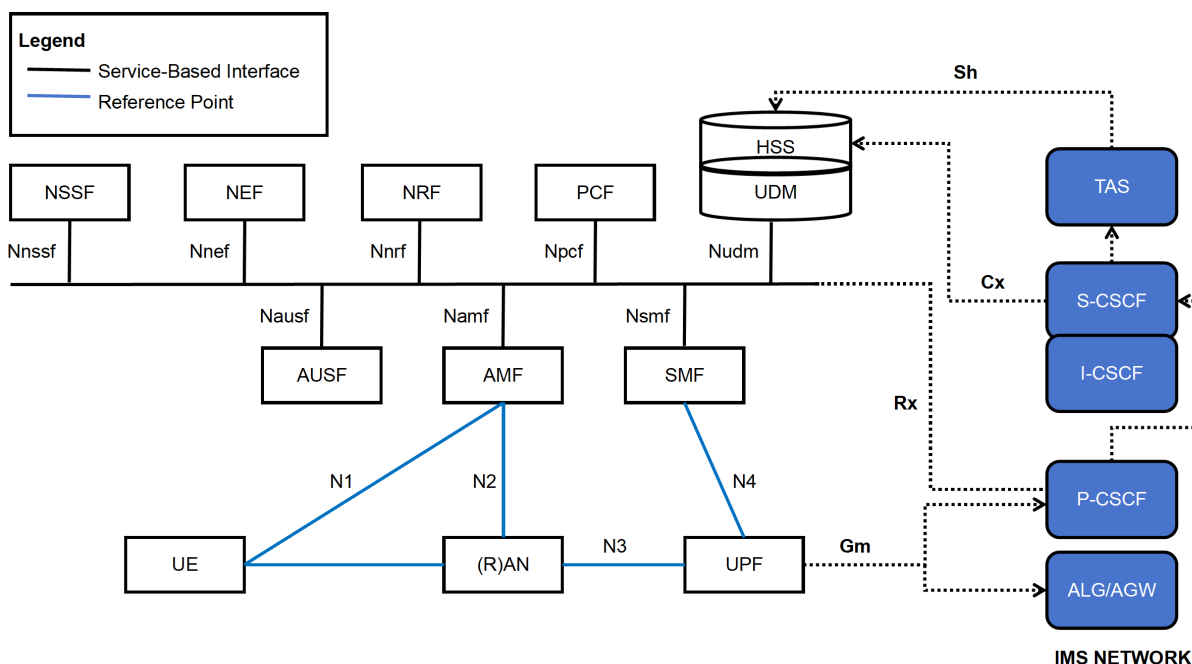 Legend
Service-Based Interface
Reference Point
Sh
HSS
UDM
TAS
NSSF
NEF
NRF
PCF
Nnssf
Nnef
Nnrf
Npcf
Nudm
Cx
S-CSCF
Nausf
Namf
Nsmf
AUSF
AMF
SMF
I-CSCF
Rx
N1
N2
N4
P-CSCF
UE
(R)AN
N3
UPF
Gm
ALG/AGW
IMS NETWORK